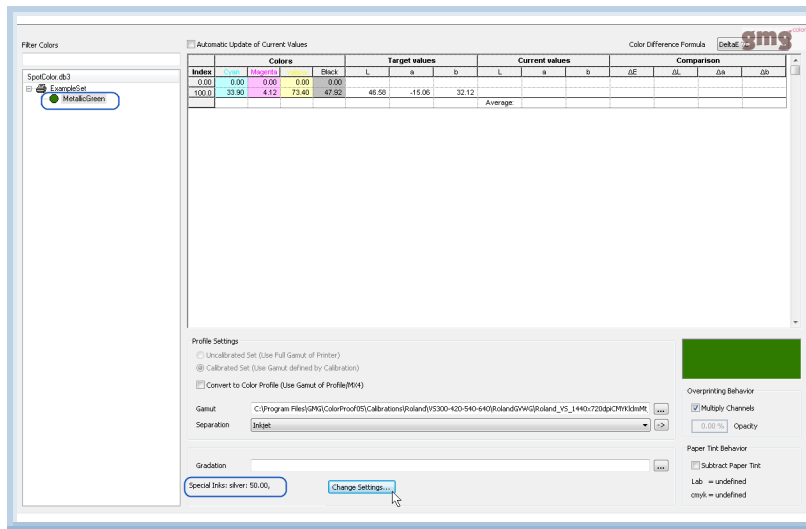 gmg color
Filter Colors
Automatic Update of Current Values
Color Difference Formula DeltaE
SpotColor.db3
ExampleSet
MetallicGreen
Colors Target values Current values Comparison
Index Cyan Magenta Yellow Black L a b L a b ΔE ΔL Δa Δb
0.00 0.00 0.00 0.00 0.00
100.0 33.90 4.12 73.40 47.92 46.58 -15.06 32.12
Average:
Profile Settings
Uncalibrated Set (Use Full Gamut of Printer)
Calibrated Set (Use Gamut defined by Calibration)
Convert to Color Profile (Use Gamut of Profile/MX4)
Gamut C:\Program Files\GMG\ColorProof05\Calibrations\Roland\VS300-420-540-640\RolandGVWG\Roland_VS_1440x720dpiCMYKldmMt ...
Separation Inkjet ->
Gradation ...
Special Inks: silver: 50.00,
Change Settings...
Overprinting Behavior
Multiply Channels
0.00 % Opacity
Paper Tint Behavior
Subtract Paper Tint
Lab = undefined
cmyk = undefined